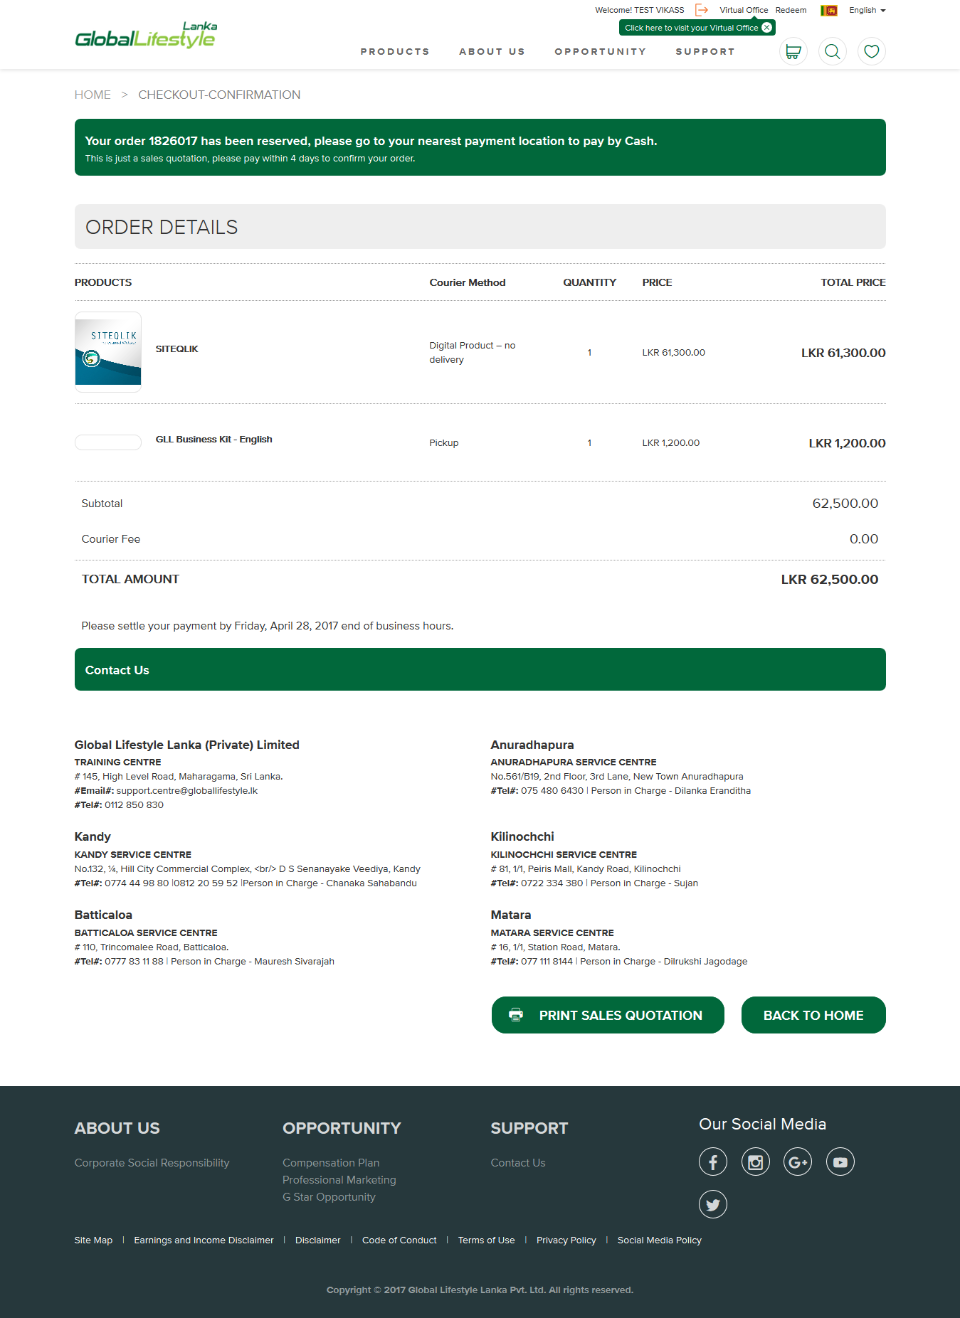 Welcome! TEST VIKASS Virtual Office Redeem English
Click here to visit your Virtual Office
Lanka
GlobalLifestyle
PRODUCTS ABOUT US OPPORTUNITY SUPPORT
HOME > CHECKOUT-CONFIRMATION
Your order 1826017 has been reserved, please go to your nearest payment location to pay by Cash.
This is just a sales quotation, please pay within 4 days to confirm your order.
ORDER DETAILS
PRODUCTS Courier Method QUANTITY PRICE TOTAL PRICE
SITEQLIK
SITEQLIK
Digital Product – no
delivery
1 LKR 61,300.00 LKR 61,300.00
GLL Business Kit - English
Pickup 1 LKR 1,200.00 LKR 1,200.00
Subtotal 62,500.00
Courier Fee 0.00
TOTAL AMOUNT LKR 62,500.00
Please settle your payment by Friday, April 28, 2017 end of business hours.
Contact Us
Global Lifestyle Lanka (Private) Limited
TRAINING CENTRE
# 145, High Level Road, Maharagama, Sri Lanka.
#Email#: support.centre@globallifestyle.lk
#Tel#: 0112 850 830
Anuradhapura
ANURADHAPURA SERVICE CENTRE
No.561/B19, 2nd Floor, 3rd Lane, New Town Anuradhapura
#Tel#: 075 480 6430 | Person in Charge - Dilanka Eranditha
Kandy
KANDY SERVICE CENTRE
No.132, ¼, Hill City Commercial Complex, <br/> D S Senanayake Veediya, Kandy
#Tel#: 0774 44 98 80 |0812 20 59 52 |Person in Charge - Chanaka Sahabandu
Kilinochchi
KILINOCHCHI SERVICE CENTRE
# 81, 1/1, Peiris Mall, Kandy Road, Kilinochchi
#Tel#: 0722 334 380 | Person in Charge - Sujan
Batticaloa
BATTICALOA SERVICE CENTRE
# 110, Trincomalee Road, Batticaloa.
#Tel#: 0777 83 11 88 | Person in Charge - Mauresh Sivarajah
Matara
MATARA SERVICE CENTRE
# 16, 1/1, Station Road, Matara.
#Tel#: 077 111 8144 | Person in Charge - Dilrukshi Jagodage
PRINT SALES QUOTATION BACK TO HOME
ABOUT US
Corporate Social Responsibility
OPPORTUNITY
Compensation Plan
Professional Marketing
G Star Opportunity
SUPPORT
Contact Us
Our Social Media
Site Map | Earnings and Income Disclaimer | Disclaimer | Code of Conduct | Terms of Use | Privacy Policy | Social Media Policy
Copyright © 2017 Global Lifestyle Lanka Pvt. Ltd. All rights reserved.